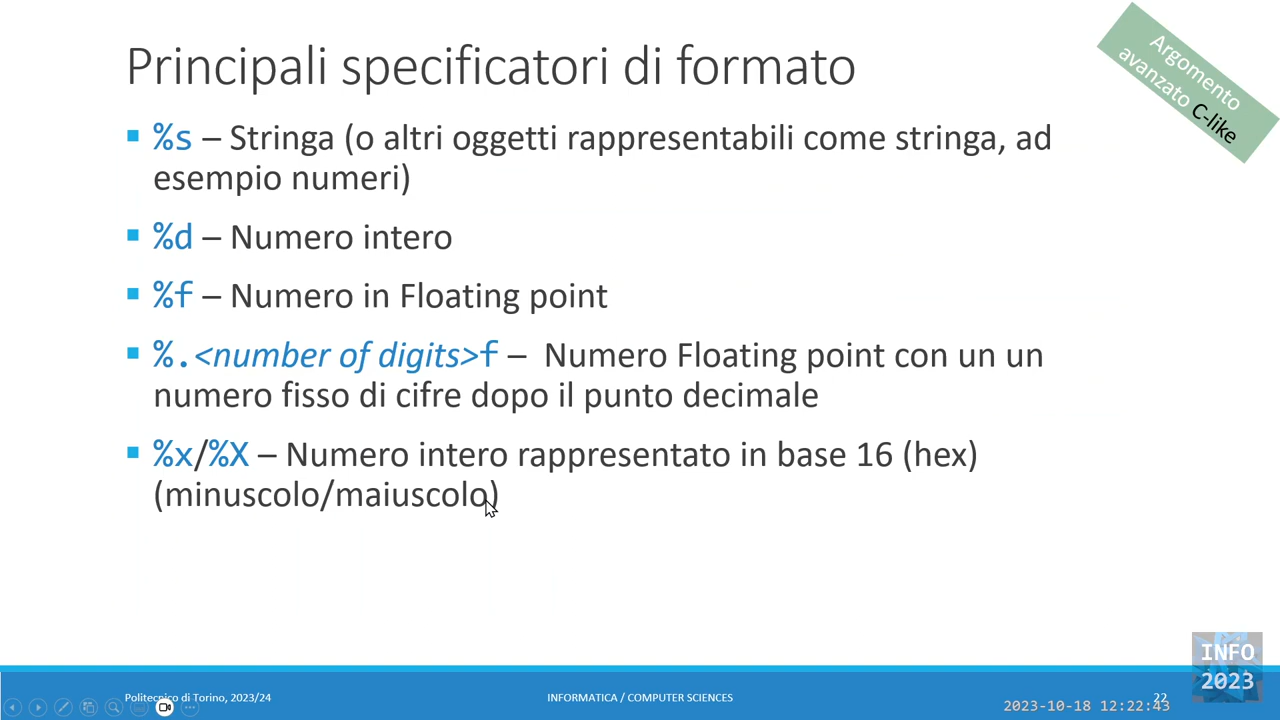 Principali specificatori di formato
Argomento
avanzato C-like
%s – Stringa (o altri oggetti rappresentabili come stringa, ad
esempio numeri)
%d – Numero intero
%f – Numero in Floating point
%.<number of digits>f – Numero Floating point con un un
numero fisso di cifre dopo il punto decimale
%x/%X – Numero intero rappresentato in base 16 (hex)
(minuscolo/maiuscolo)
INFO
2023
Politecnico di Torino, 2023/24
INFORMATICA / COMPUTER SCIENCES
22
2023-10-18 12:22:43